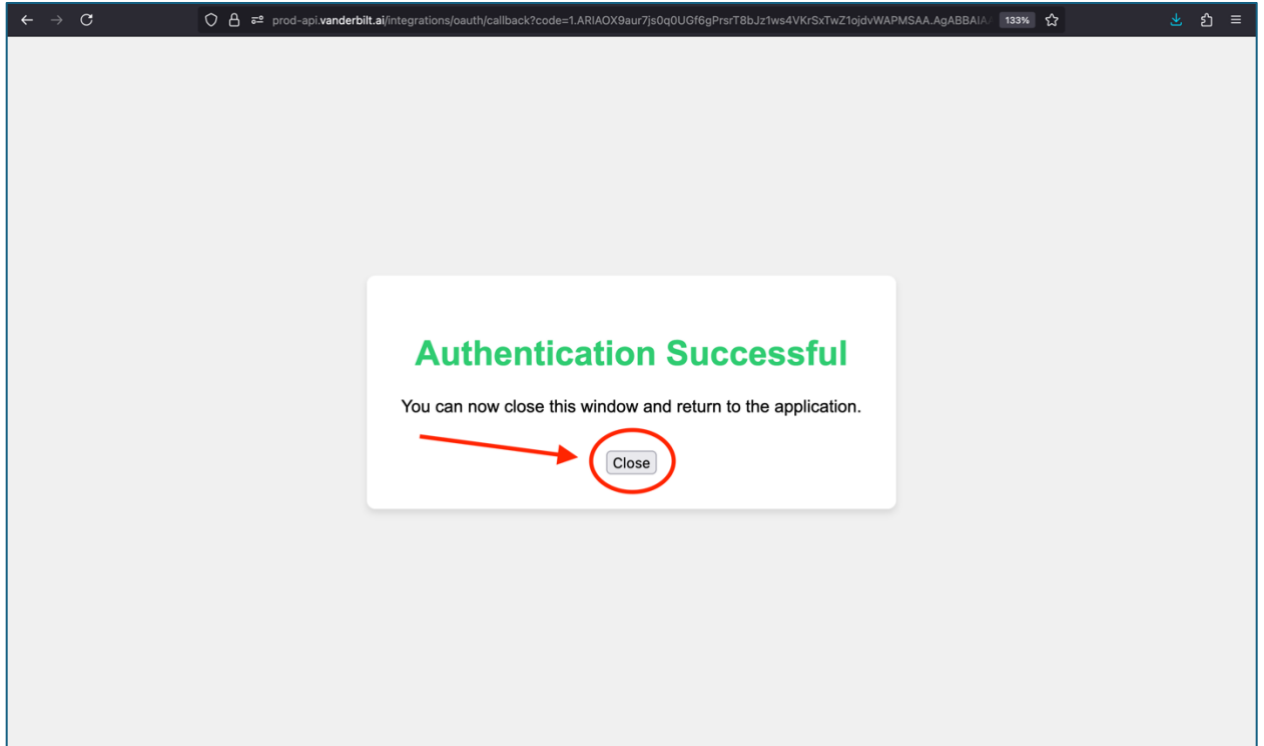 prod-api.vanderbilt.ai/integrations/oauth/callback?code=1.ARIAOX9aur7js0q0UGf6gPrsrT8bJz1ws4VKrSxTwZ1ojdvWAPMSAA.AgABBAIAA 133%
Authentication Successful
You can now close this window and return to the application.
Close